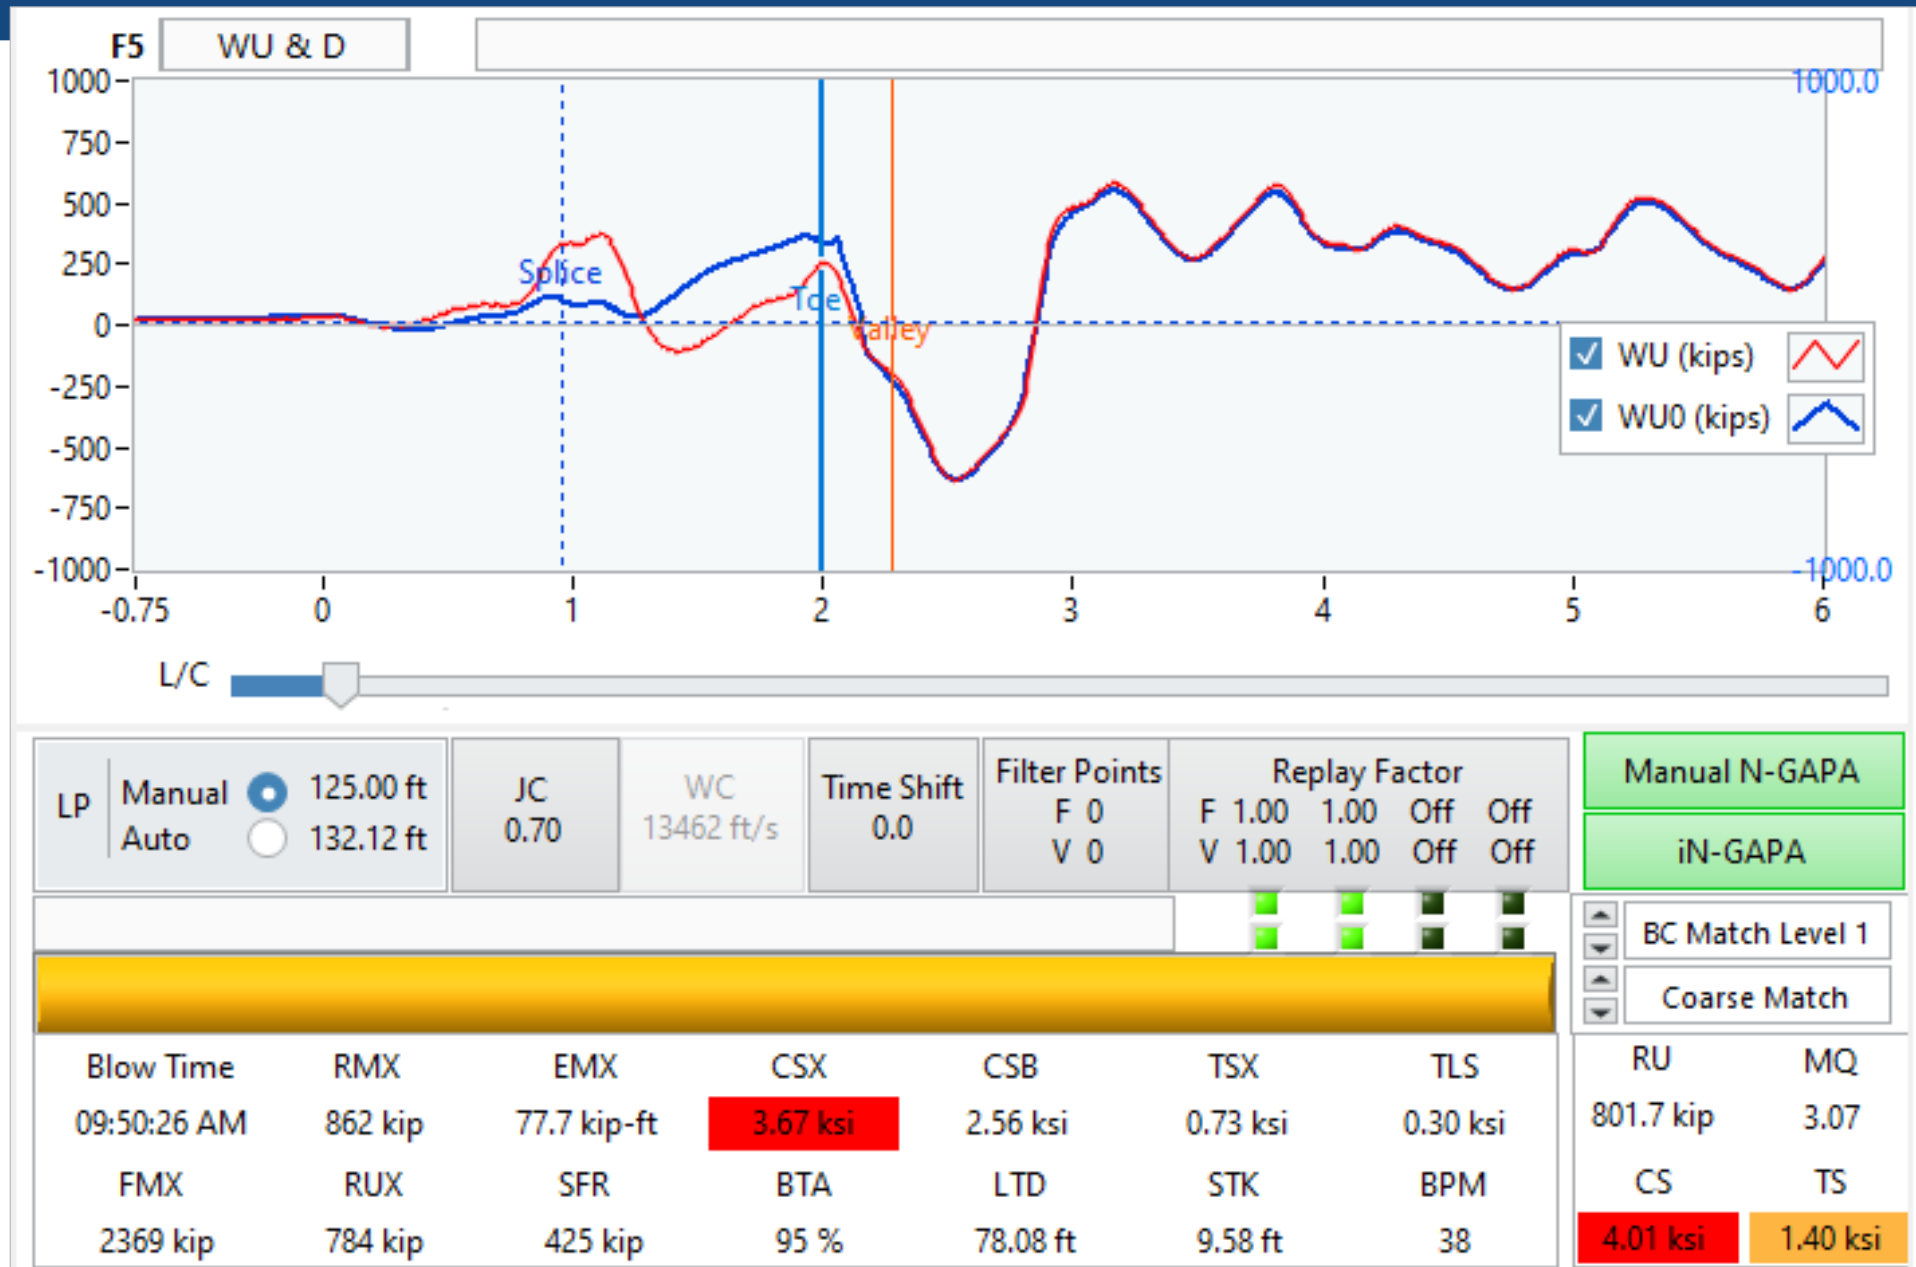 F5 WU & D
1000 1000.0
750
500
250
Splice
Toe
0
Valley
WU (kips)
-250
WU0 (kips)
-500
-750
-1000 -1000.0
-0.75 0 1 2 3 4 5 6
L/C
LP Manual 125.00 ft
Auto 132.12 ft
JC
0.70
WC
13462 ft/s
Time Shift
0.0
Filter Points
F 0
V 0
Replay Factor
F 1.00 1.00 Off Off
V 1.00 1.00 Off Off
Manual N-GAPA
iN-GAPA
BC Match Level 1
Coarse Match
Blow Time RMX EMX CSX CSB TSX TLS
09:50:26 AM 862 kip 77.7 kip-ft 3.67 ksi 2.56 ksi 0.73 ksi 0.30 ksi
FMX RUX SFR BTA LTD STK BPM
2369 kip 784 kip 425 kip 95 % 78.08 ft 9.58 ft 38
RU MQ
801.7 kip 3.07
CS TS
4.01 ksi 1.40 ksi